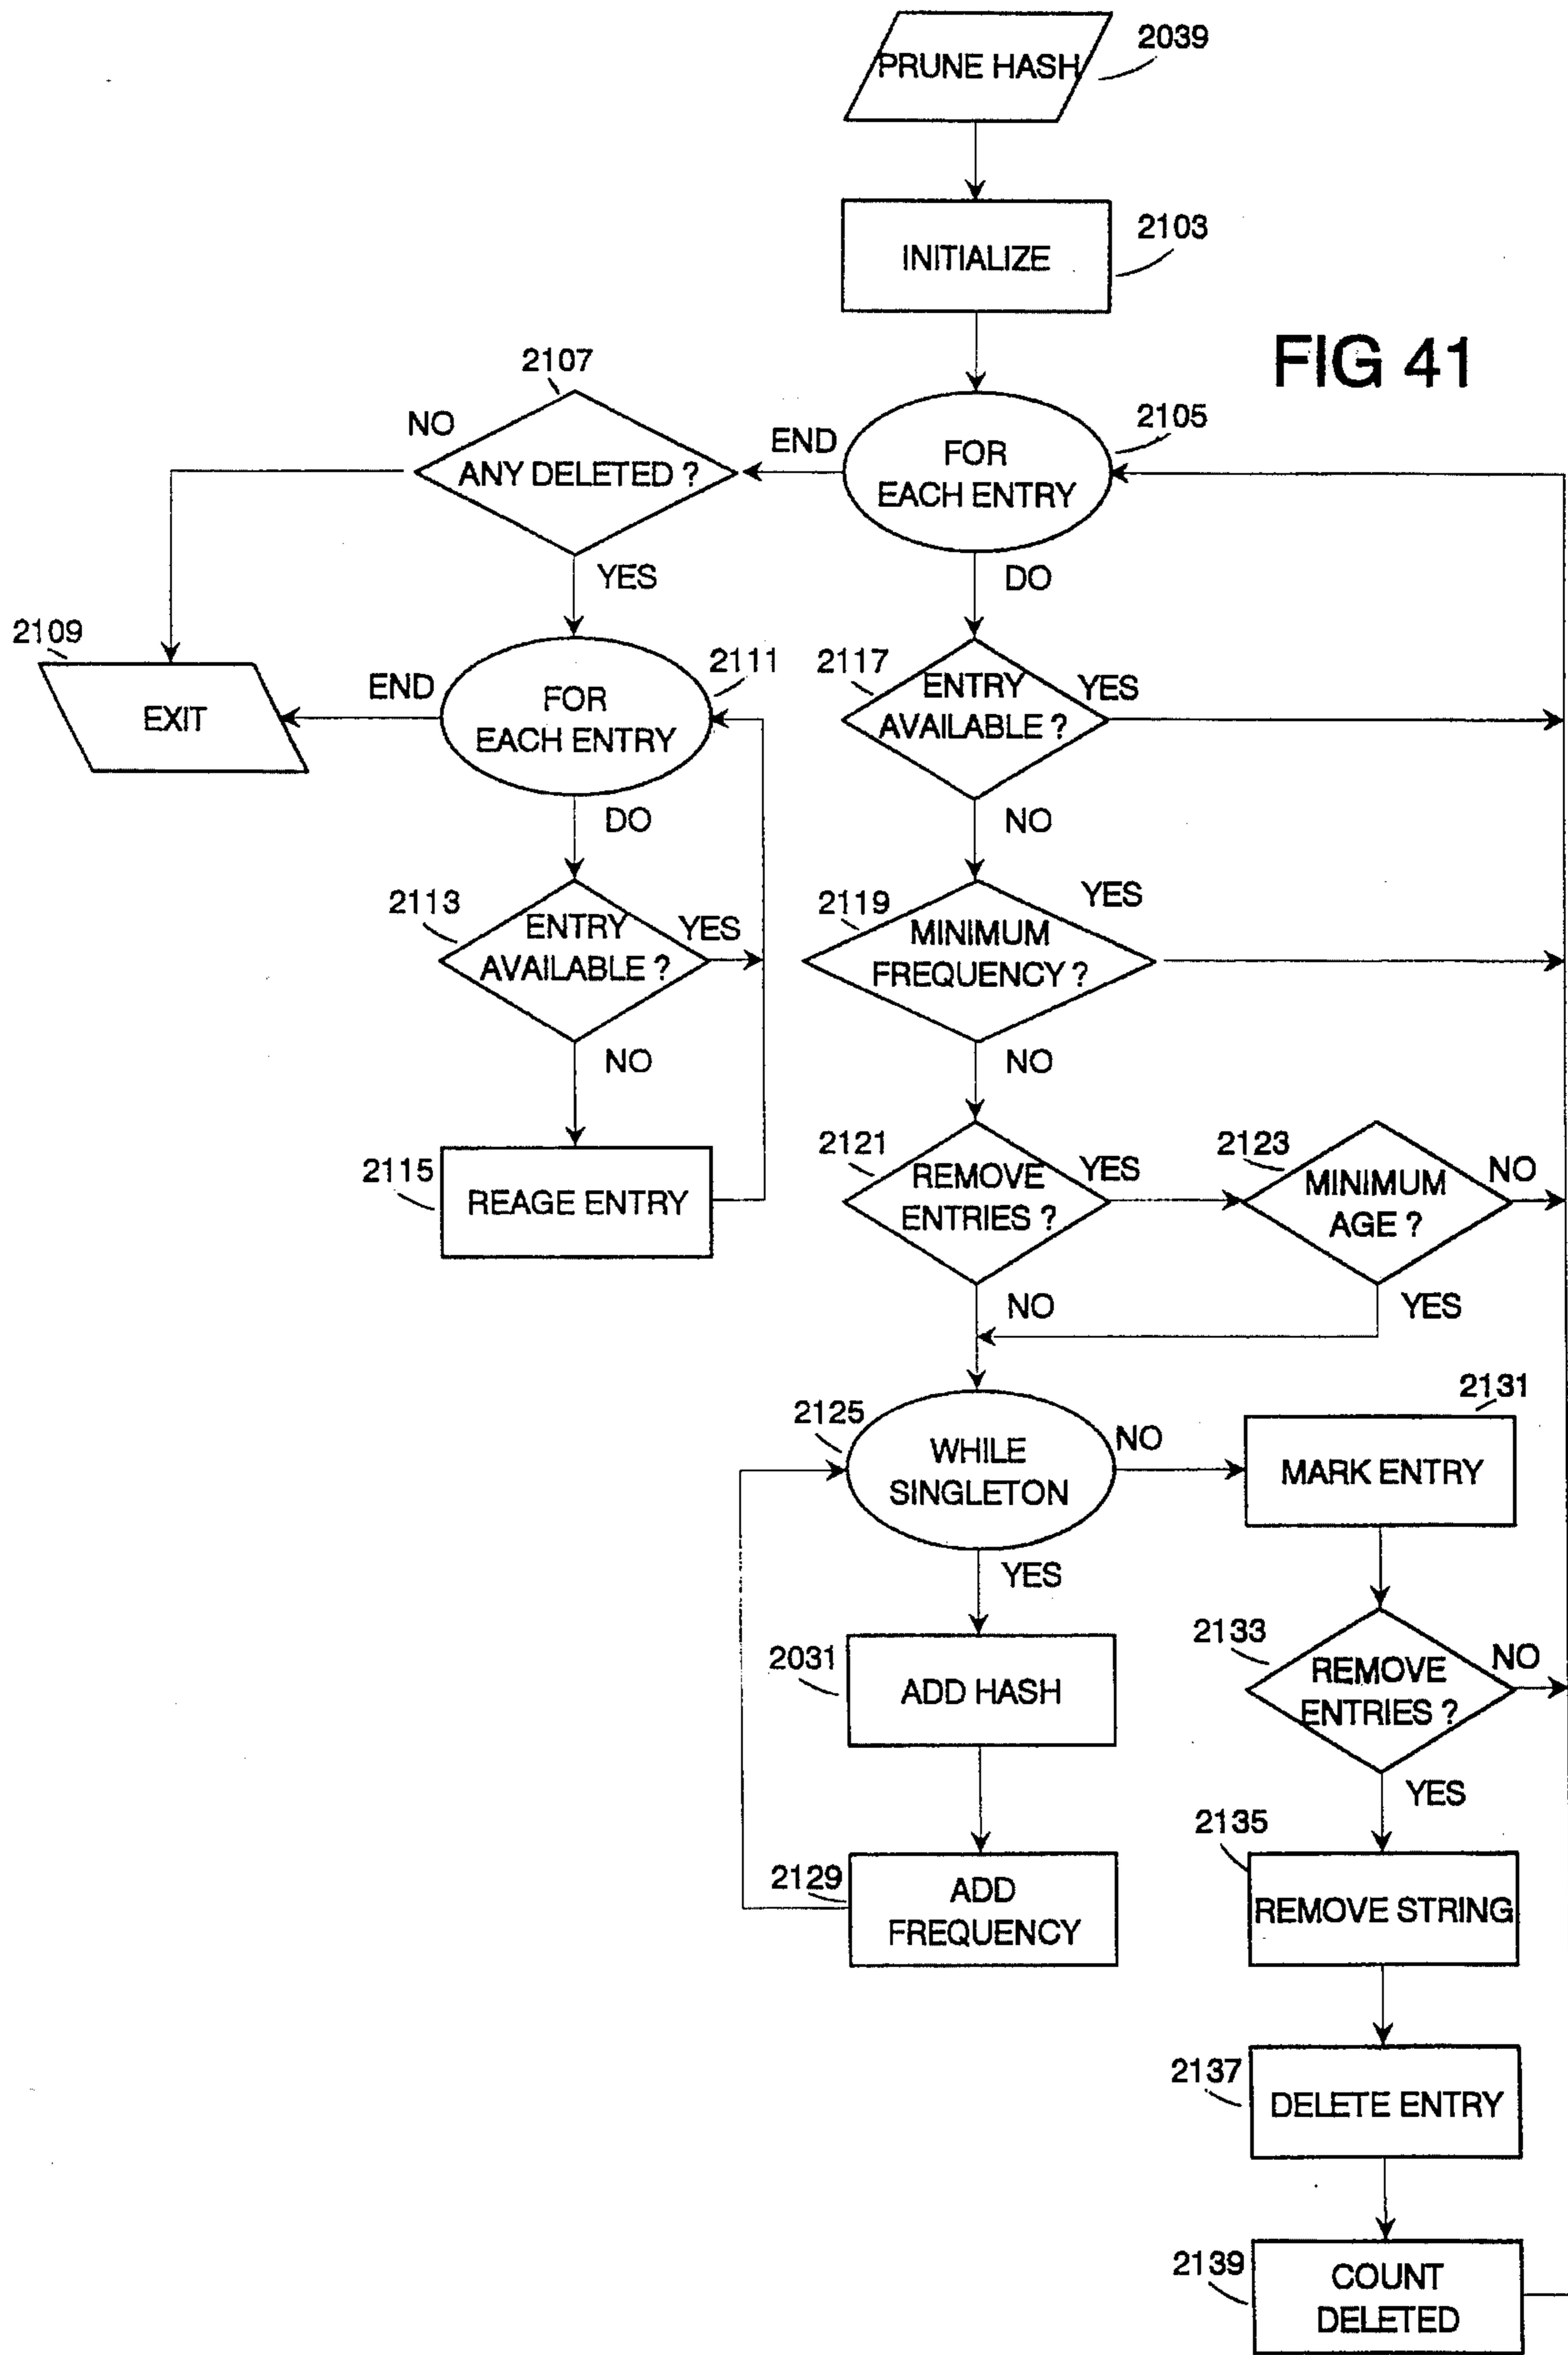 PRUNE HASH
2039
INITIALIZE
2103
FIG 41
2107
NO
ANY DELETED ?
END
FOR
EACH ENTRY
2105
YES
DO
2109
EXIT
END
FOR
EACH ENTRY
2111
2117
ENTRY
AVAILABLE ?
YES
DO
NO
2113
ENTRY
AVAILABLE ?
YES
2119
MINIMUM
FREQUENCY ?
YES
NO
NO
2115
REAGE ENTRY
2121
REMOVE
ENTRIES ?
YES
2123
MINIMUM
AGE ?
NO
NO
YES
2125
WHILE
SINGLETON
NO
2131
MARK ENTRY
YES
2031
ADD HASH
2133
REMOVE
ENTRIES ?
NO
YES
2129
ADD
FREQUENCY
2135
REMOVE STRING
2137
DELETE ENTRY
2139
COUNT
DELETED